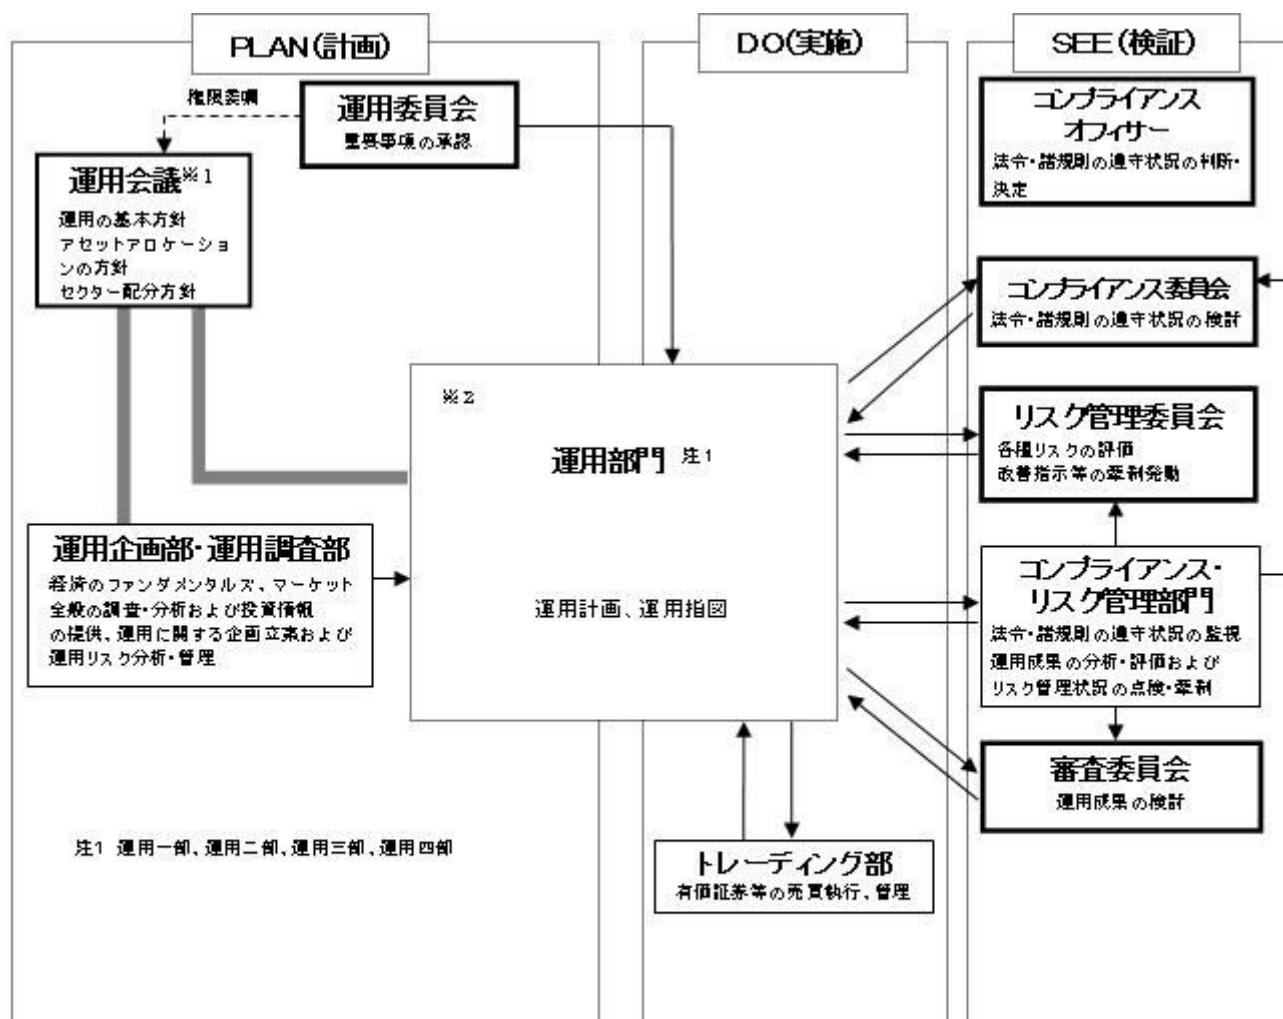 PLAN(計画)
権限委嘱
運用委員会
重要事項の承認
運用会議※1
運用の基本方針
アセットアロケーショ
ンの方針
セクター配分方針
運用企画部・運用調査部
経済のファンダメンタルズ、マーケット
全般の調査・分析および投資情報
の提供、運用に関する企画立案および
運用リスク分析・管理
注1 運用一部、運用二部、運用三部、運用四部
DO(実施)
※2
運用部門 注1
運用計画、運用指図
トレーディング部
有価証券等の売買執行、管理
SEE(検証)
コンプライアンス
オフィサー
法令・諸規則の遵守状況の判断・
決定
コンプライアンス委員会
法令・諸規則の遵守状況の検討
リスク管理委員会
各種リスクの評価
改善指示等の牽制発動
コンプライアンス・
リスク管理部門
法令・諸規則の遵守状況の監視
運用成果の分析・評価および
リスク管理状況の点検・牽制
審査委員会
運用成果の検討